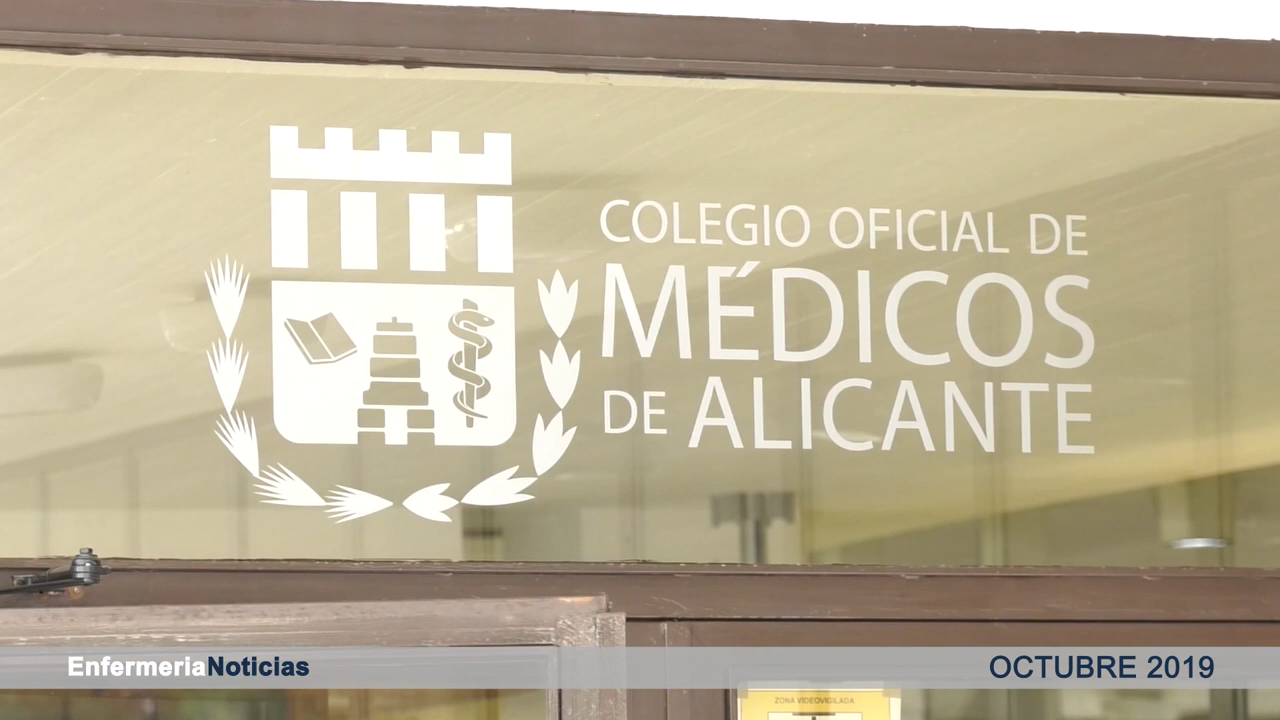 COLEGIO OFICIAL DE
MÉDICOS
DE ALICANTE
EnfermeriaNoticias
OCTUBRE 2019
ZONA VIDEOVIGILADA